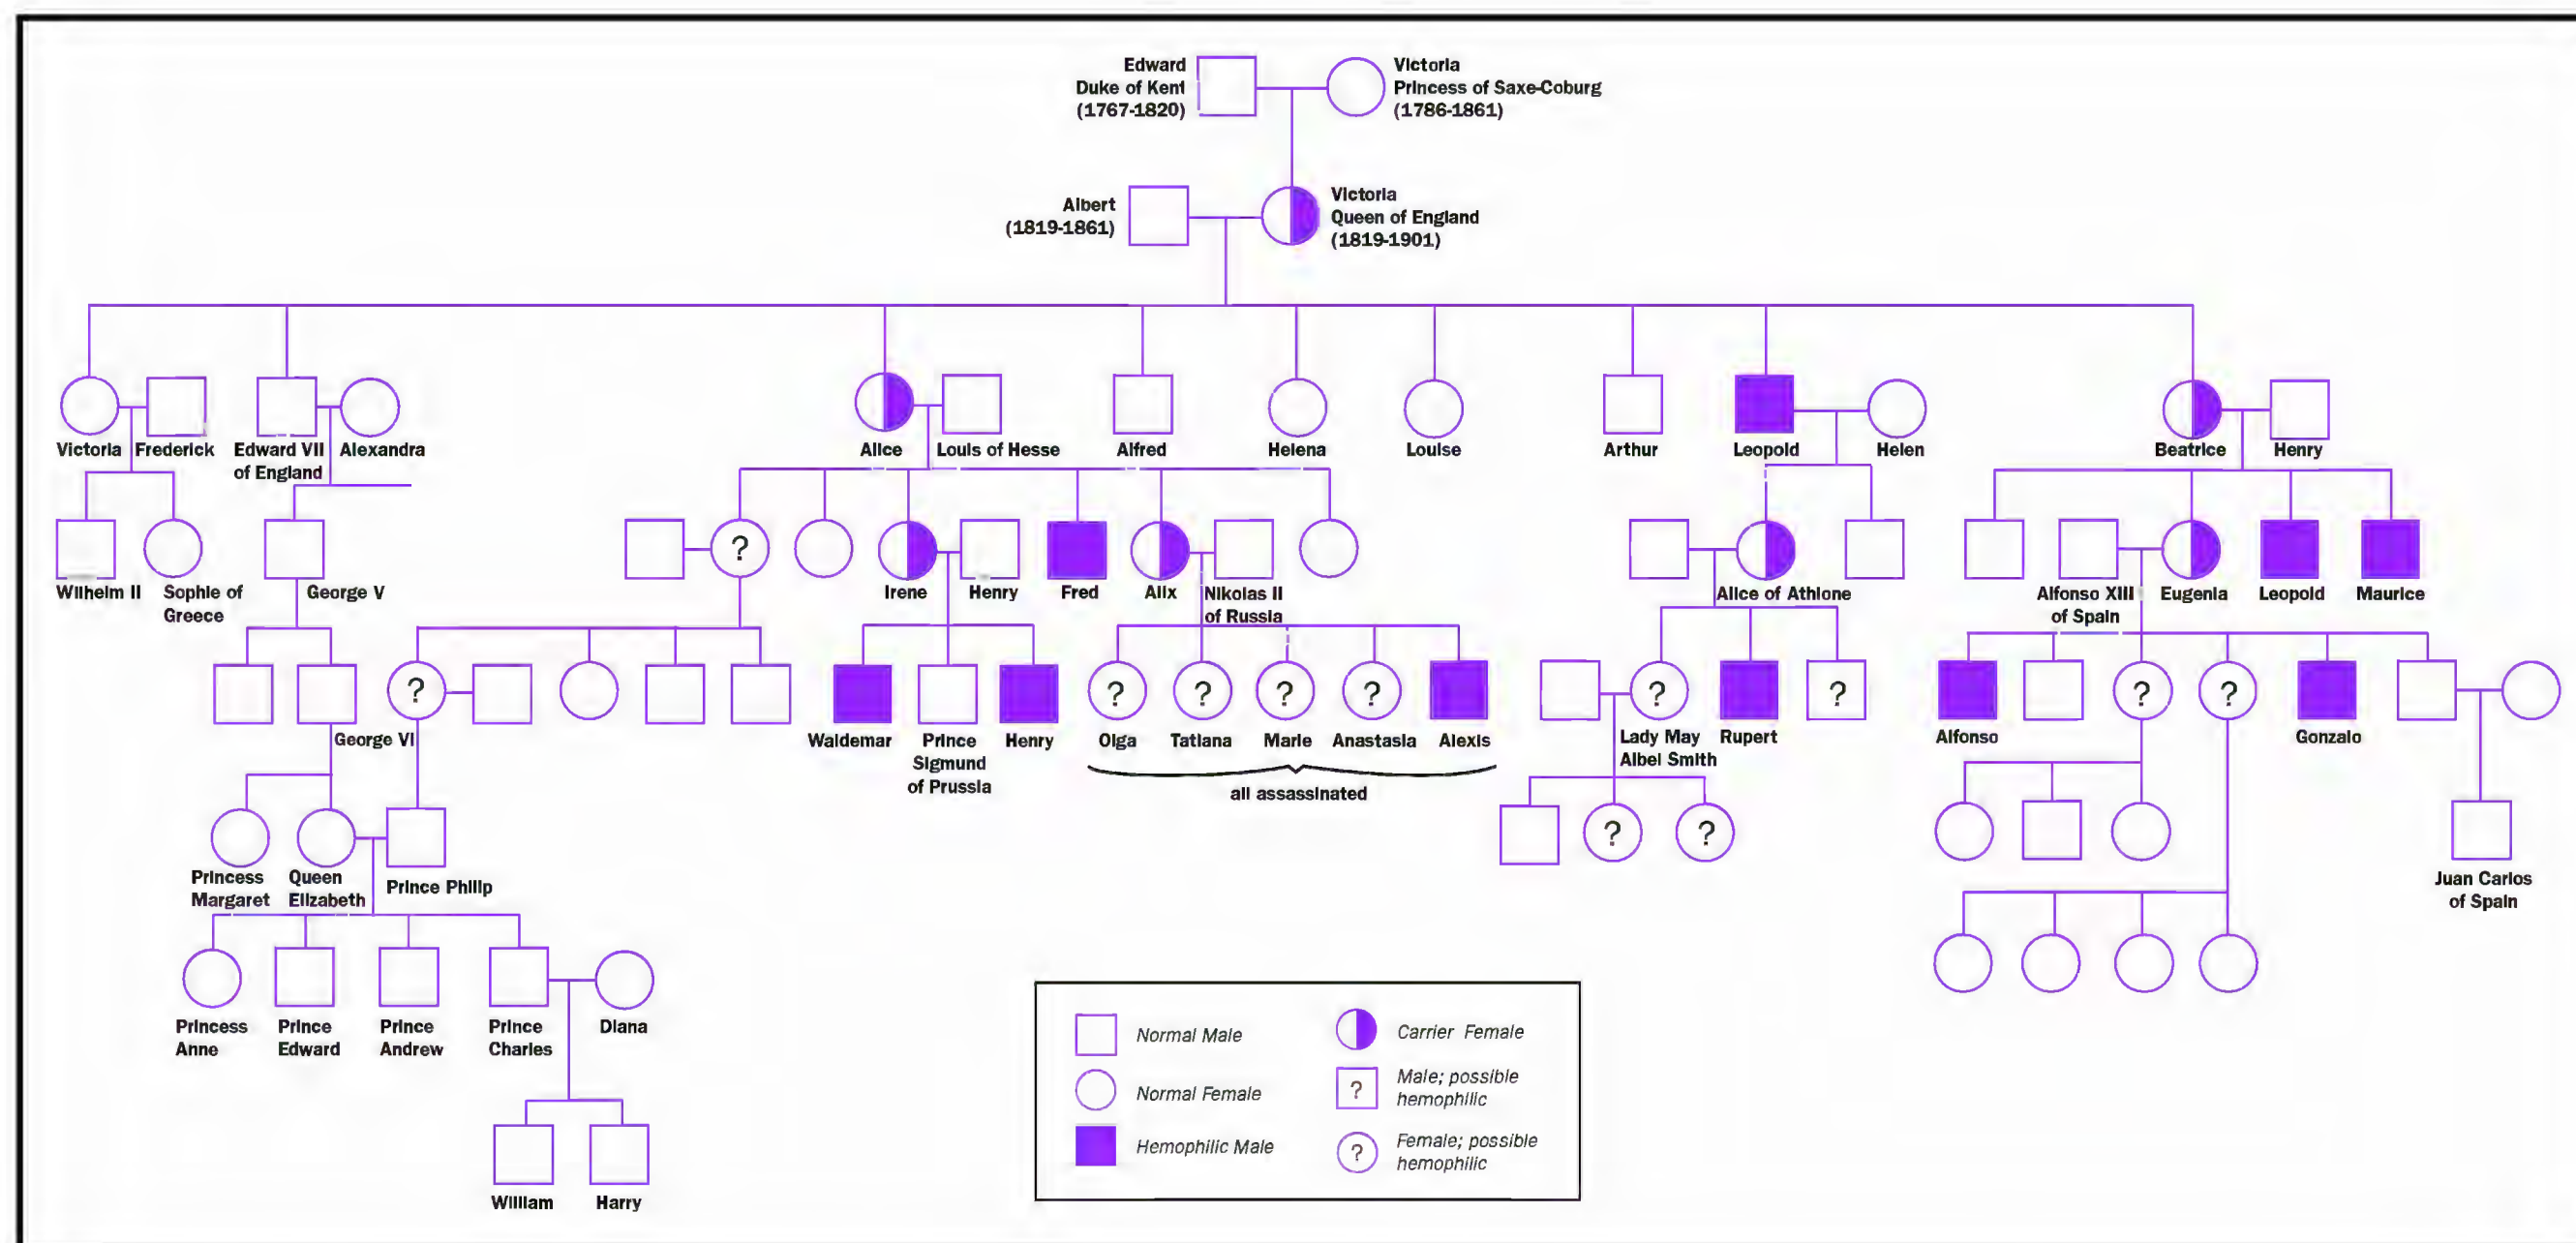 Edward
Duke of Kent
(1767-1820)
Victoria
Princess of Saxe-Coburg
(1786-1861)
Albert
(1819-1861)
Victoria
Queen of England
(1819-1901)
Victoria
Frederick
Edward VII
of England
Alexandra
Alice
Louis of Hesse
Alfred
Helena
Louise
Arthur
Leopold
Helen
Beatrice
Henry
?
Wilhelm II
Sophie of
Greece
George V
Irene
Henry
Fred
Alix
Nikolas II
of Russia
Alice of Athlone
Alfonso XIII
of Spain
Eugenia
Leopold
Maurice
?
?
?
?
?
?
?
?
?
George VI
Waldemar
Prince
Sigmund
of Prussia
Henry
Olga
Tatiana
Marie
Anastasia
Alexis
all assassinated
Lady May
Albel Smith
Rupert
Alfonso
Gonzalo
?
?
Princess
Margaret
Queen
Elizabeth
Prince Philip
Juan Carlos
of Spain
Princess
Anne
Prince
Edward
Prince
Andrew
Prince
Charles
Diana
William
Harry
Normal Male
Normal Female
Hemophilic Male
Carrier Female
?
Male; possible
hemophilic
?
Female; possible
hemophilic